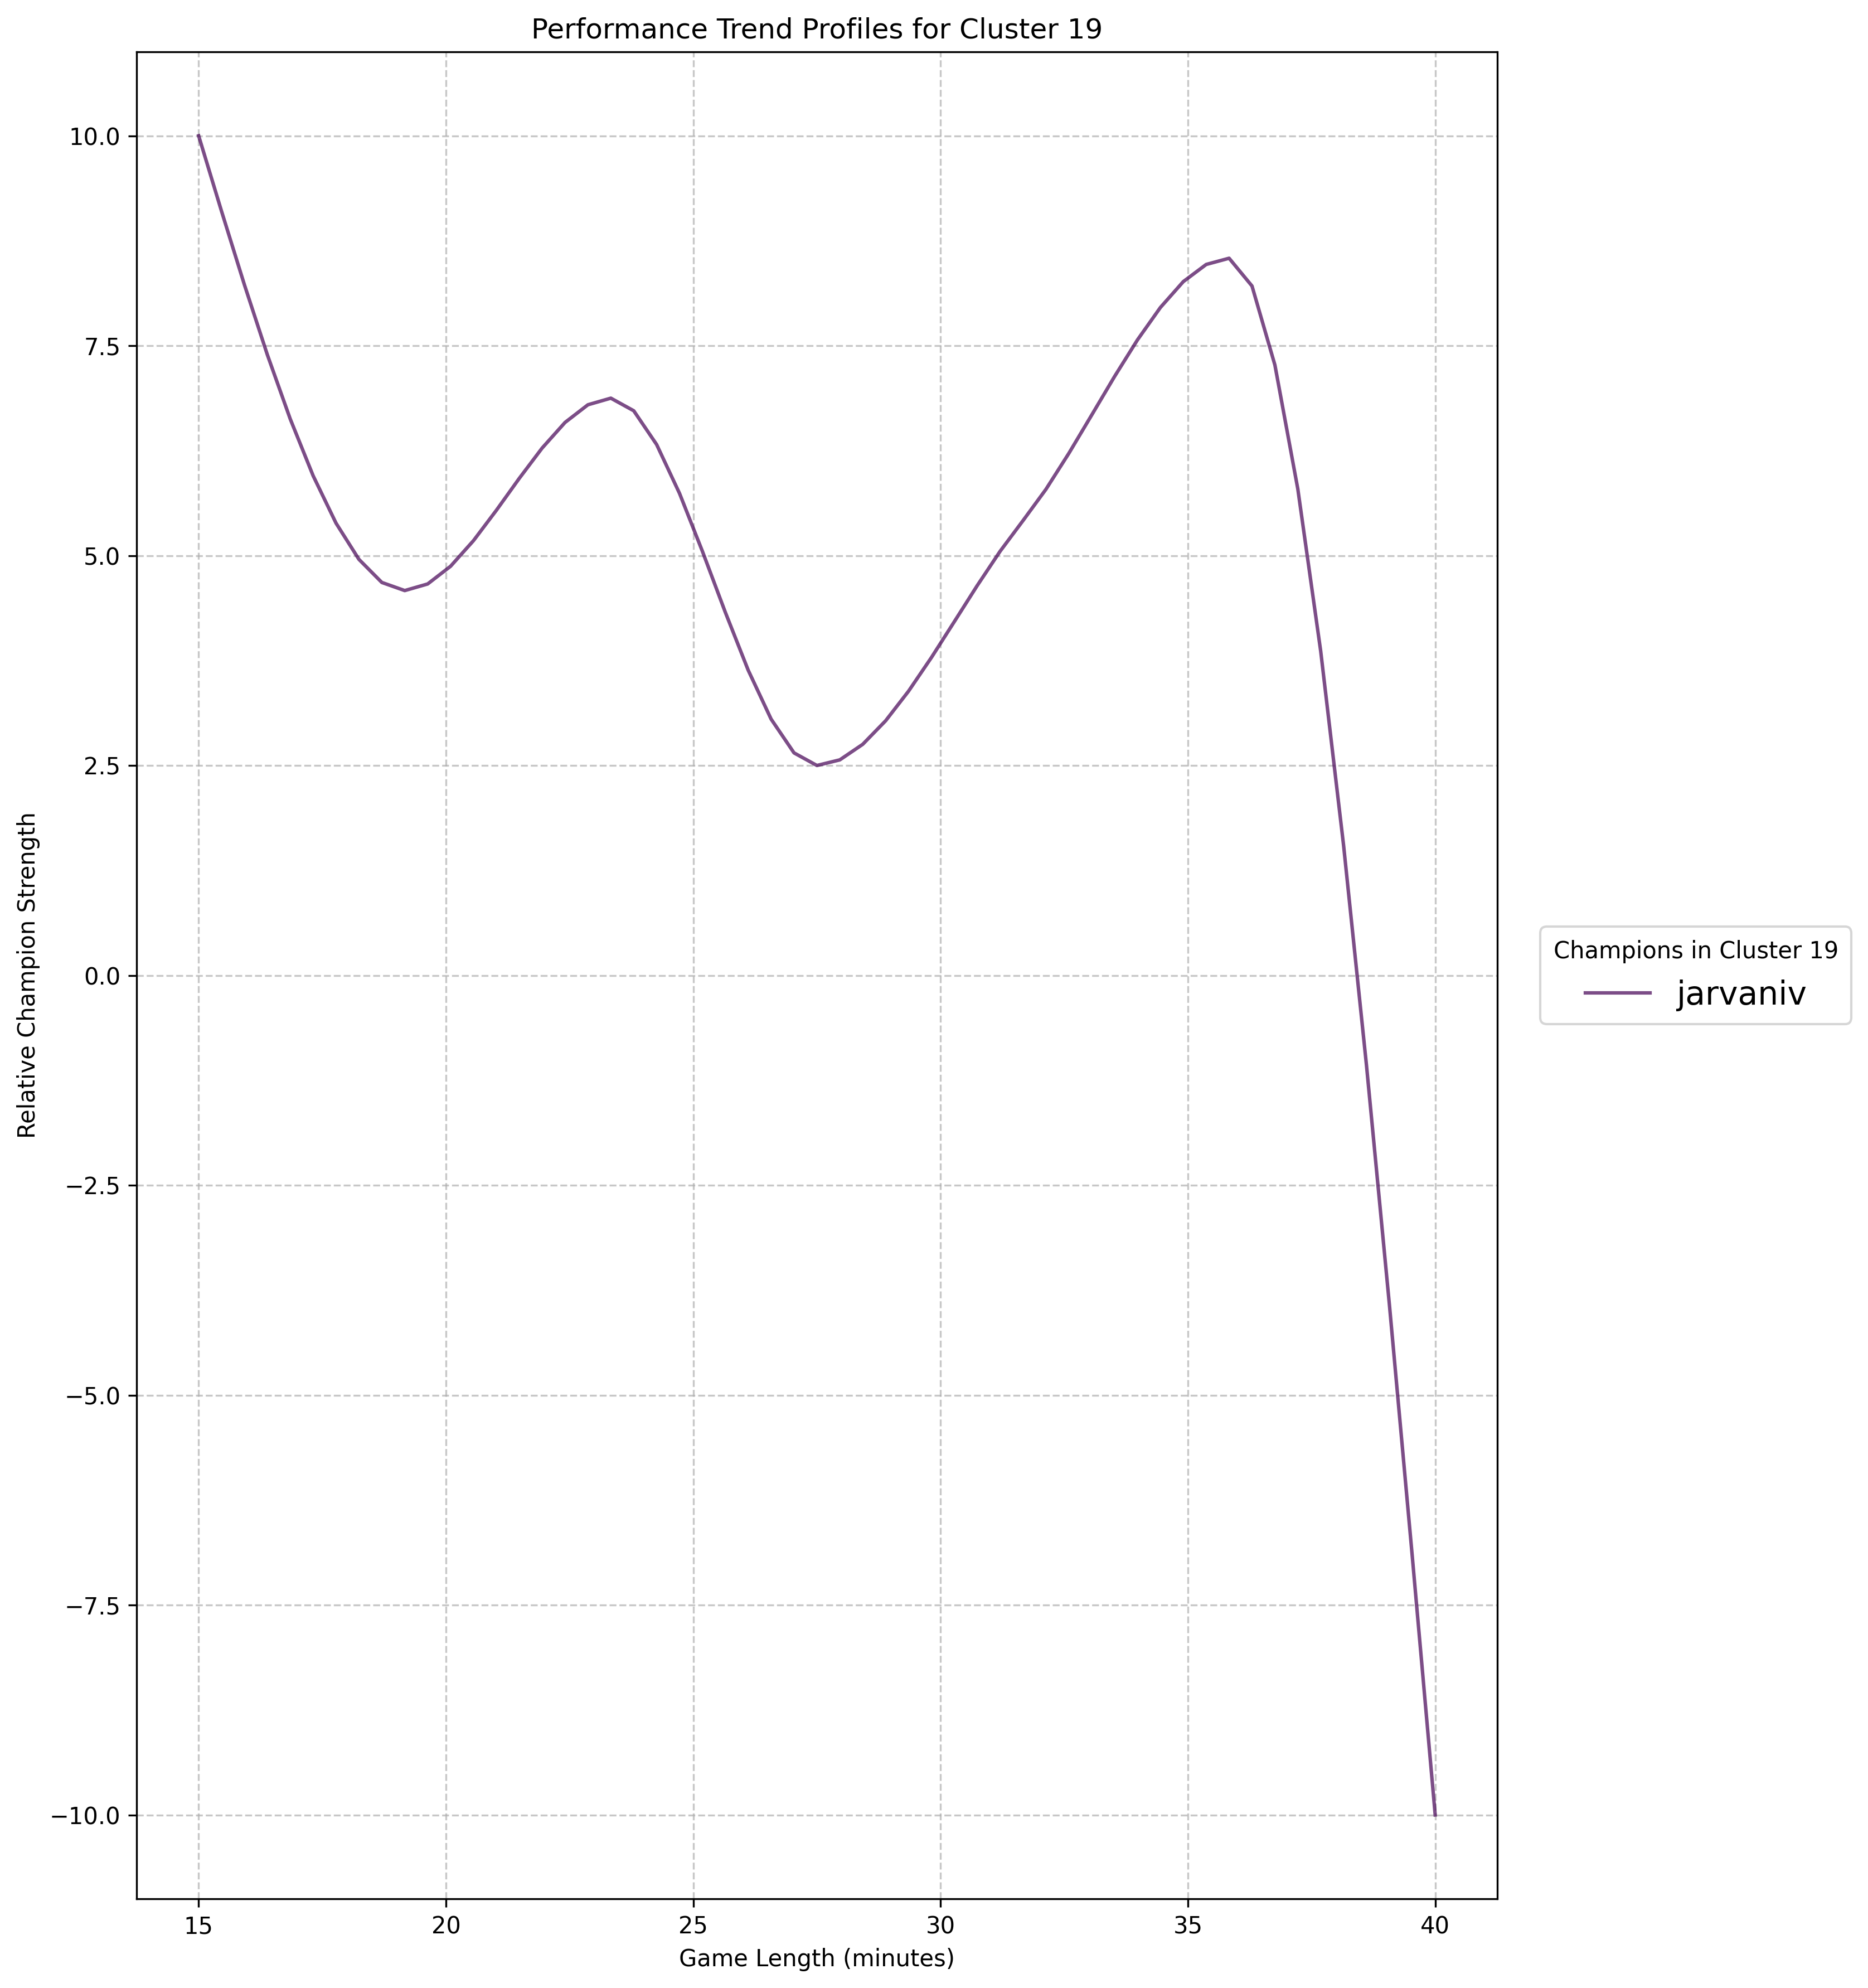 Performance Trend Profiles for Cluster 19
Relative Champion Strength
10.0
7.5
5.0
2.5
0.0
−2.5
−5.0
−7.5
−10.0
15 20 25 30 35 40
Game Length (minutes)
Champions in Cluster 19
jarvaniv